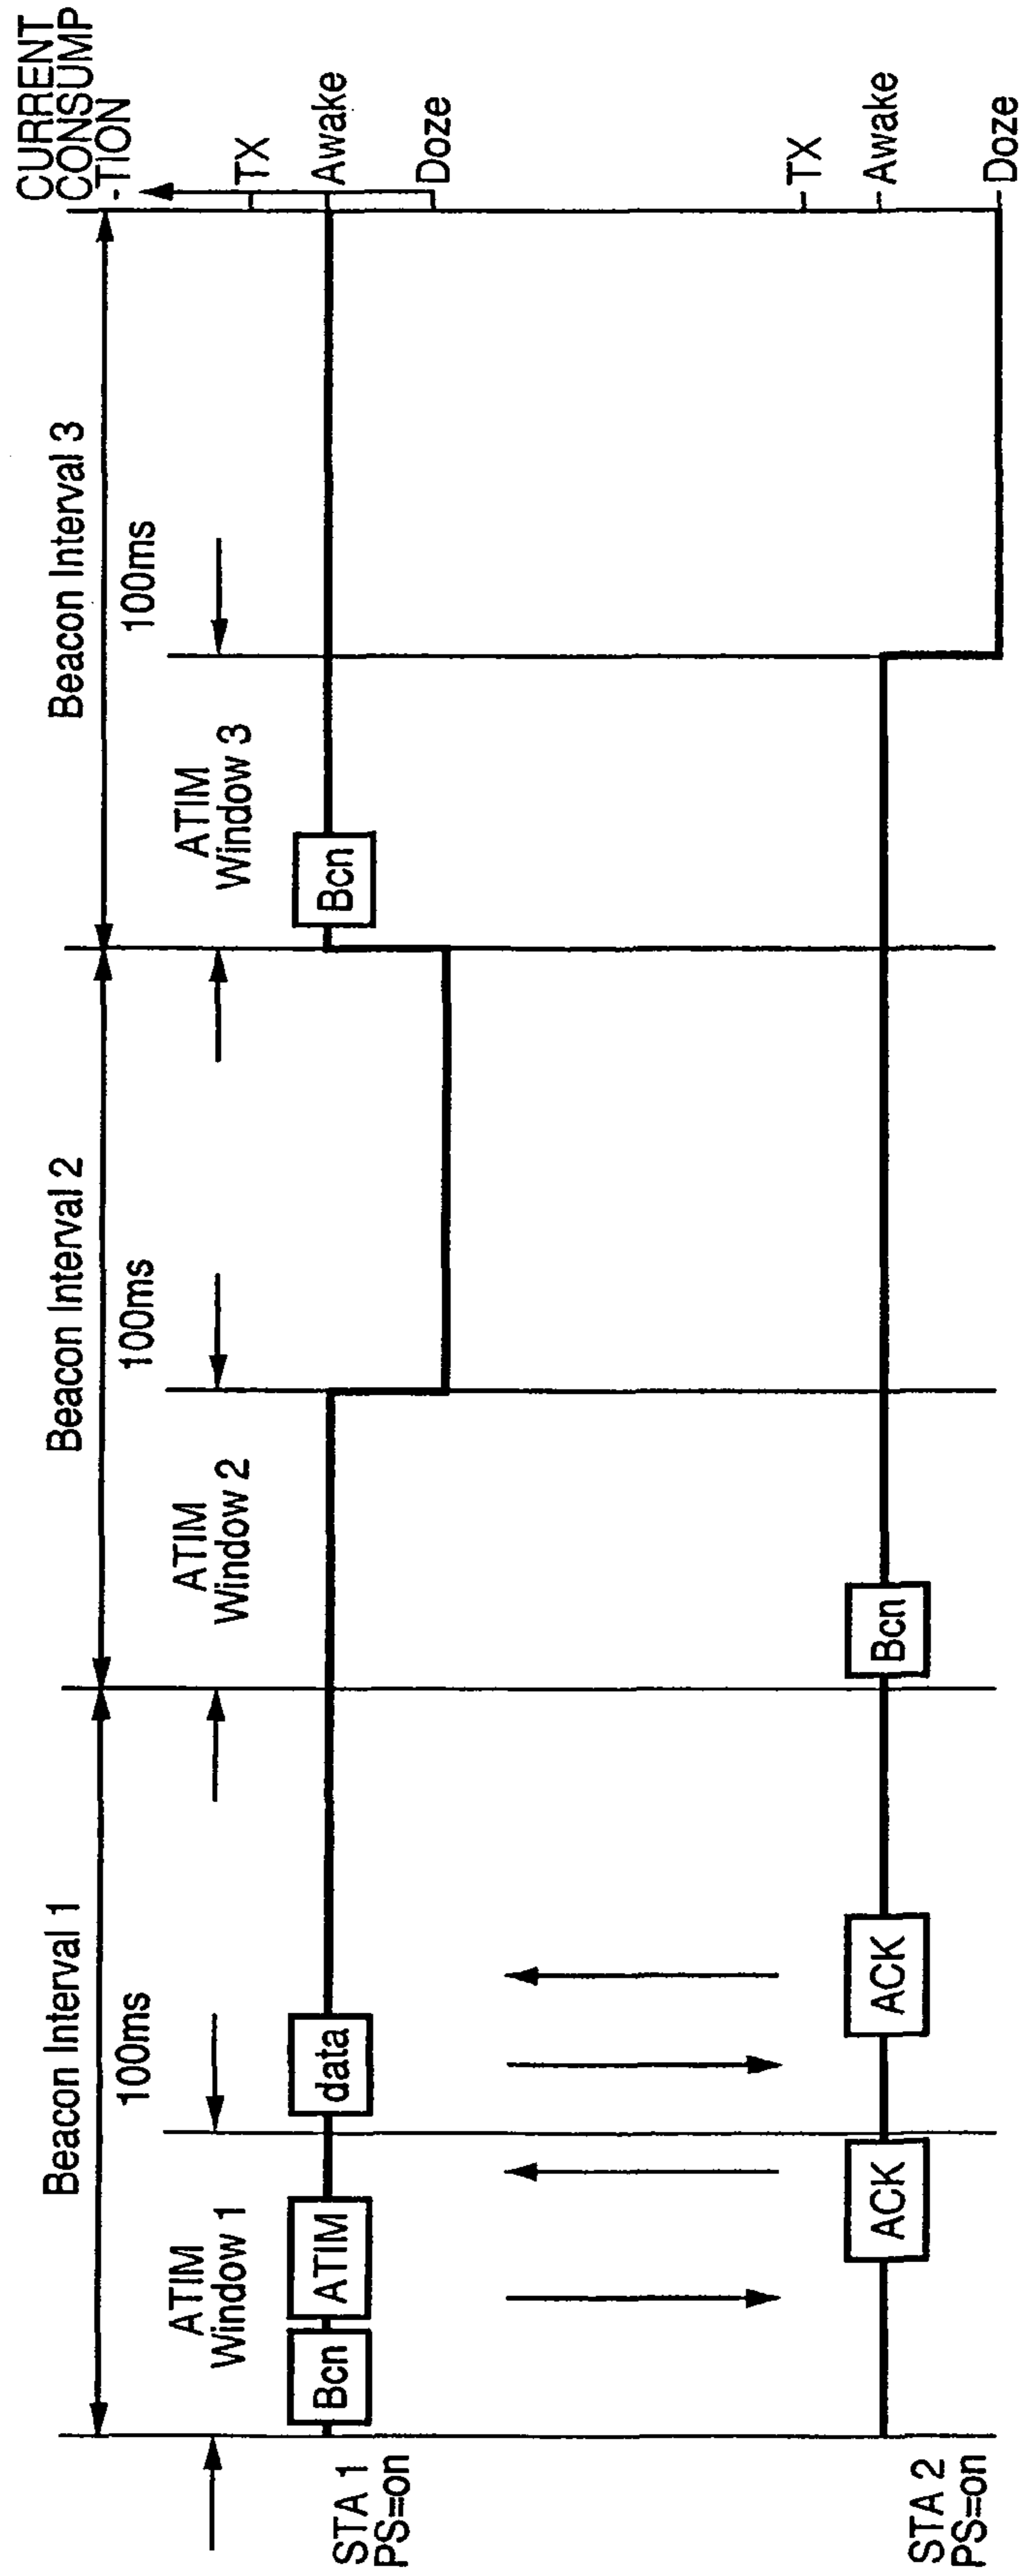 Beacon Interval 1
Beacon Interval 2
Beacon Interval 3
CURRENT
CONSUMP
-TION
100ms
100ms
100ms
ATIM
Window 1
ATIM
Window 2
ATIM
Window 3
TX
Awake
Doze
STA 1
PS=on
Bcn
ATIM
data
Bcn
TX
Awake
Doze
STA 2
PS=on
ACK
ACK
Bcn